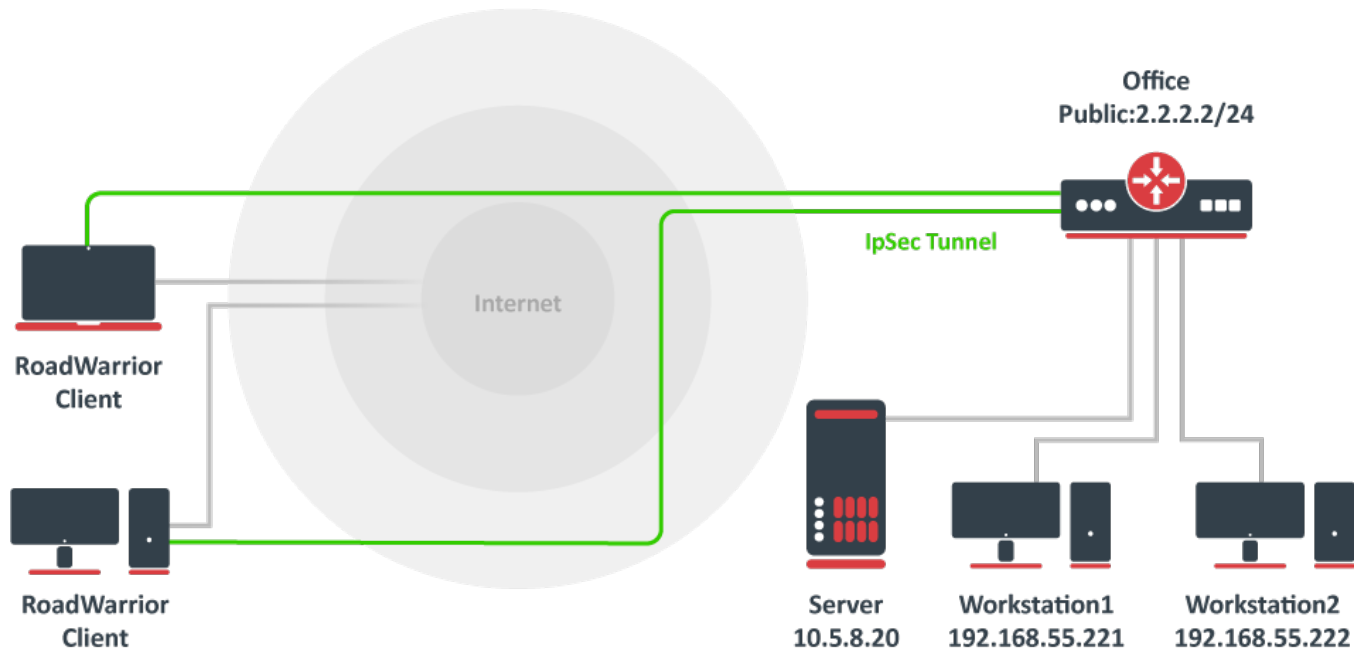 Office
Public:2.2.2.2/24
IpSec Tunnel
Internet
RoadWarrior
Client
RoadWarrior
Client
Server
10.5.8.20
Workstation1
192.168.55.221
Workstation2
192.168.55.222